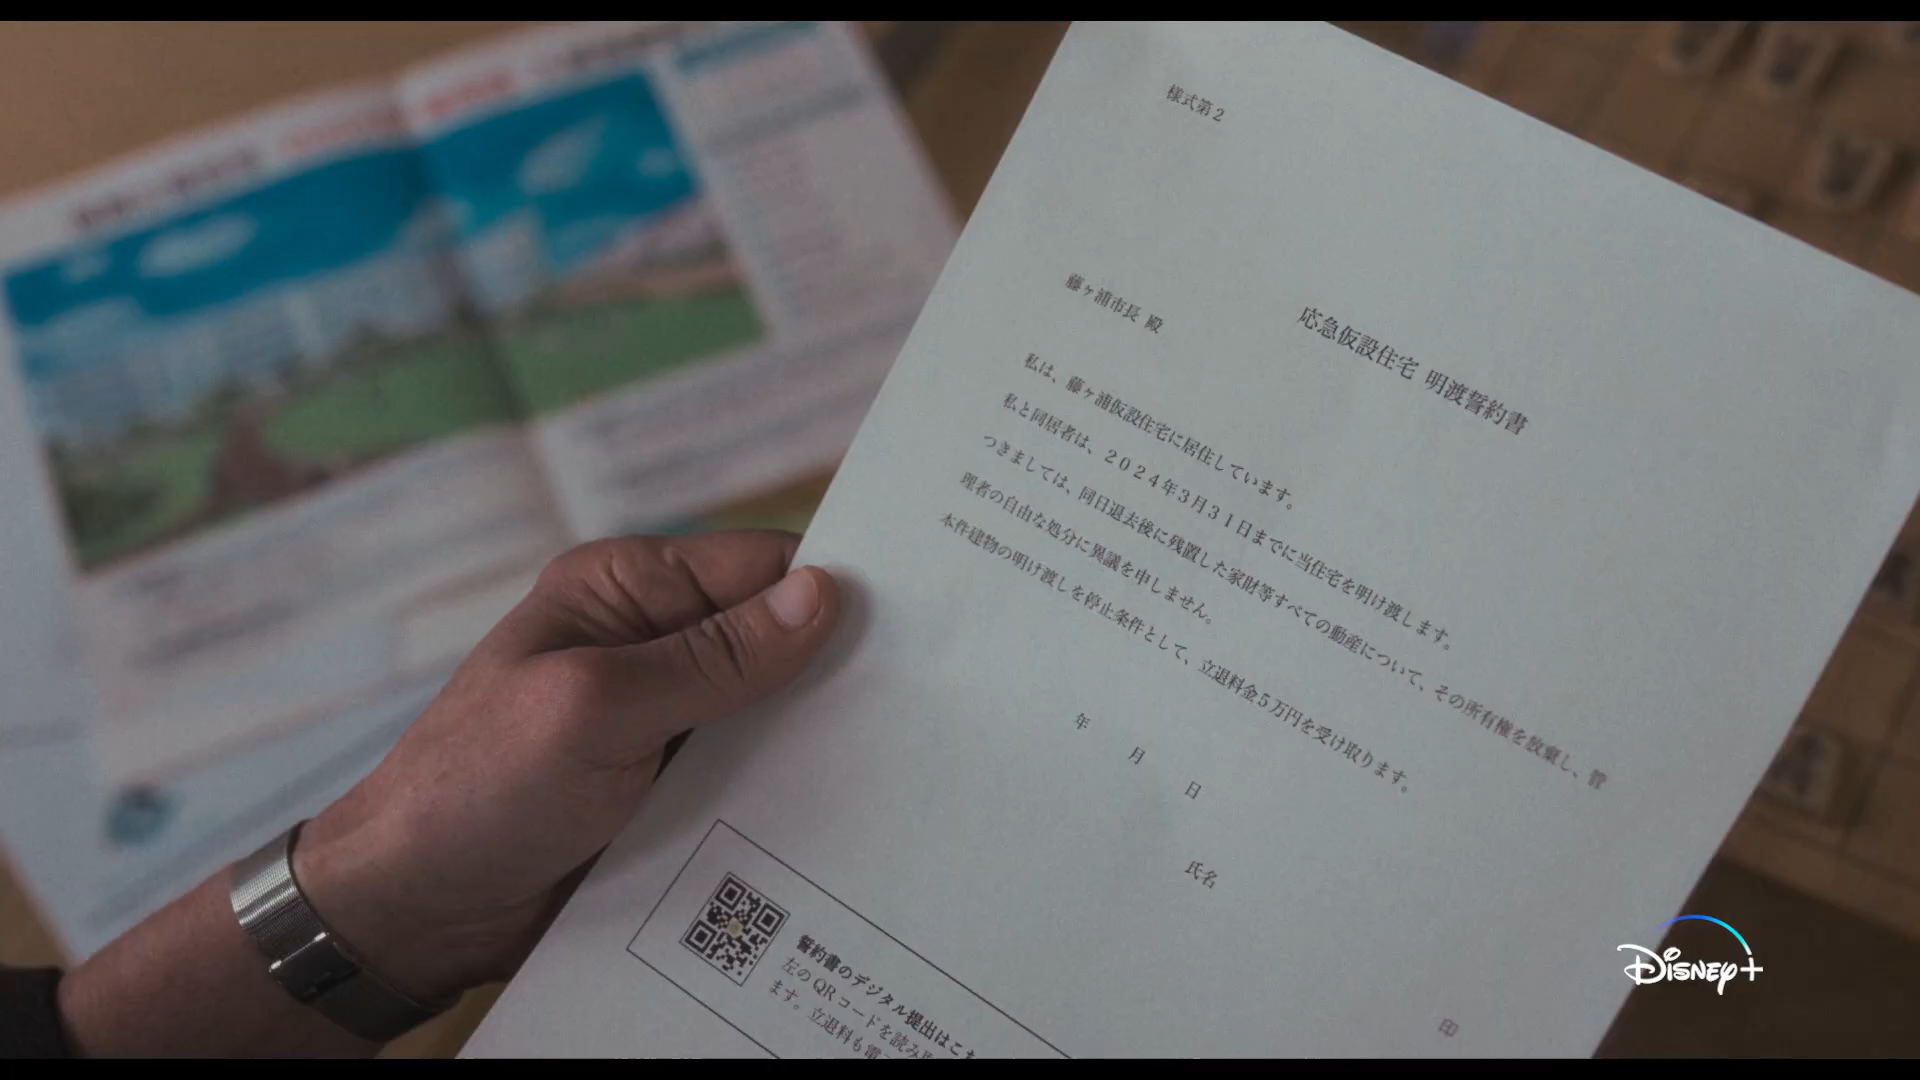 様式第2
応急仮設住宅 明渡誓約書
藤ヶ浦市長 殿
私は、藤ヶ浦仮設住宅に居住しています。
私と同居者は、2024年3月31日までに当住宅を明け渡します。
つきましては、同日退去後に残置した家財等すべての動産について、その所有権を放棄し、管
理者の自由な処分に異議を申しません。
本件建物の明け渡しを停止条件として、立退料金5万円を受け取ります。
年 月 日
氏名
印
誓約書のデジタル提出はこち
左のQRコードを読み取
ます。立退料も電
Disney+